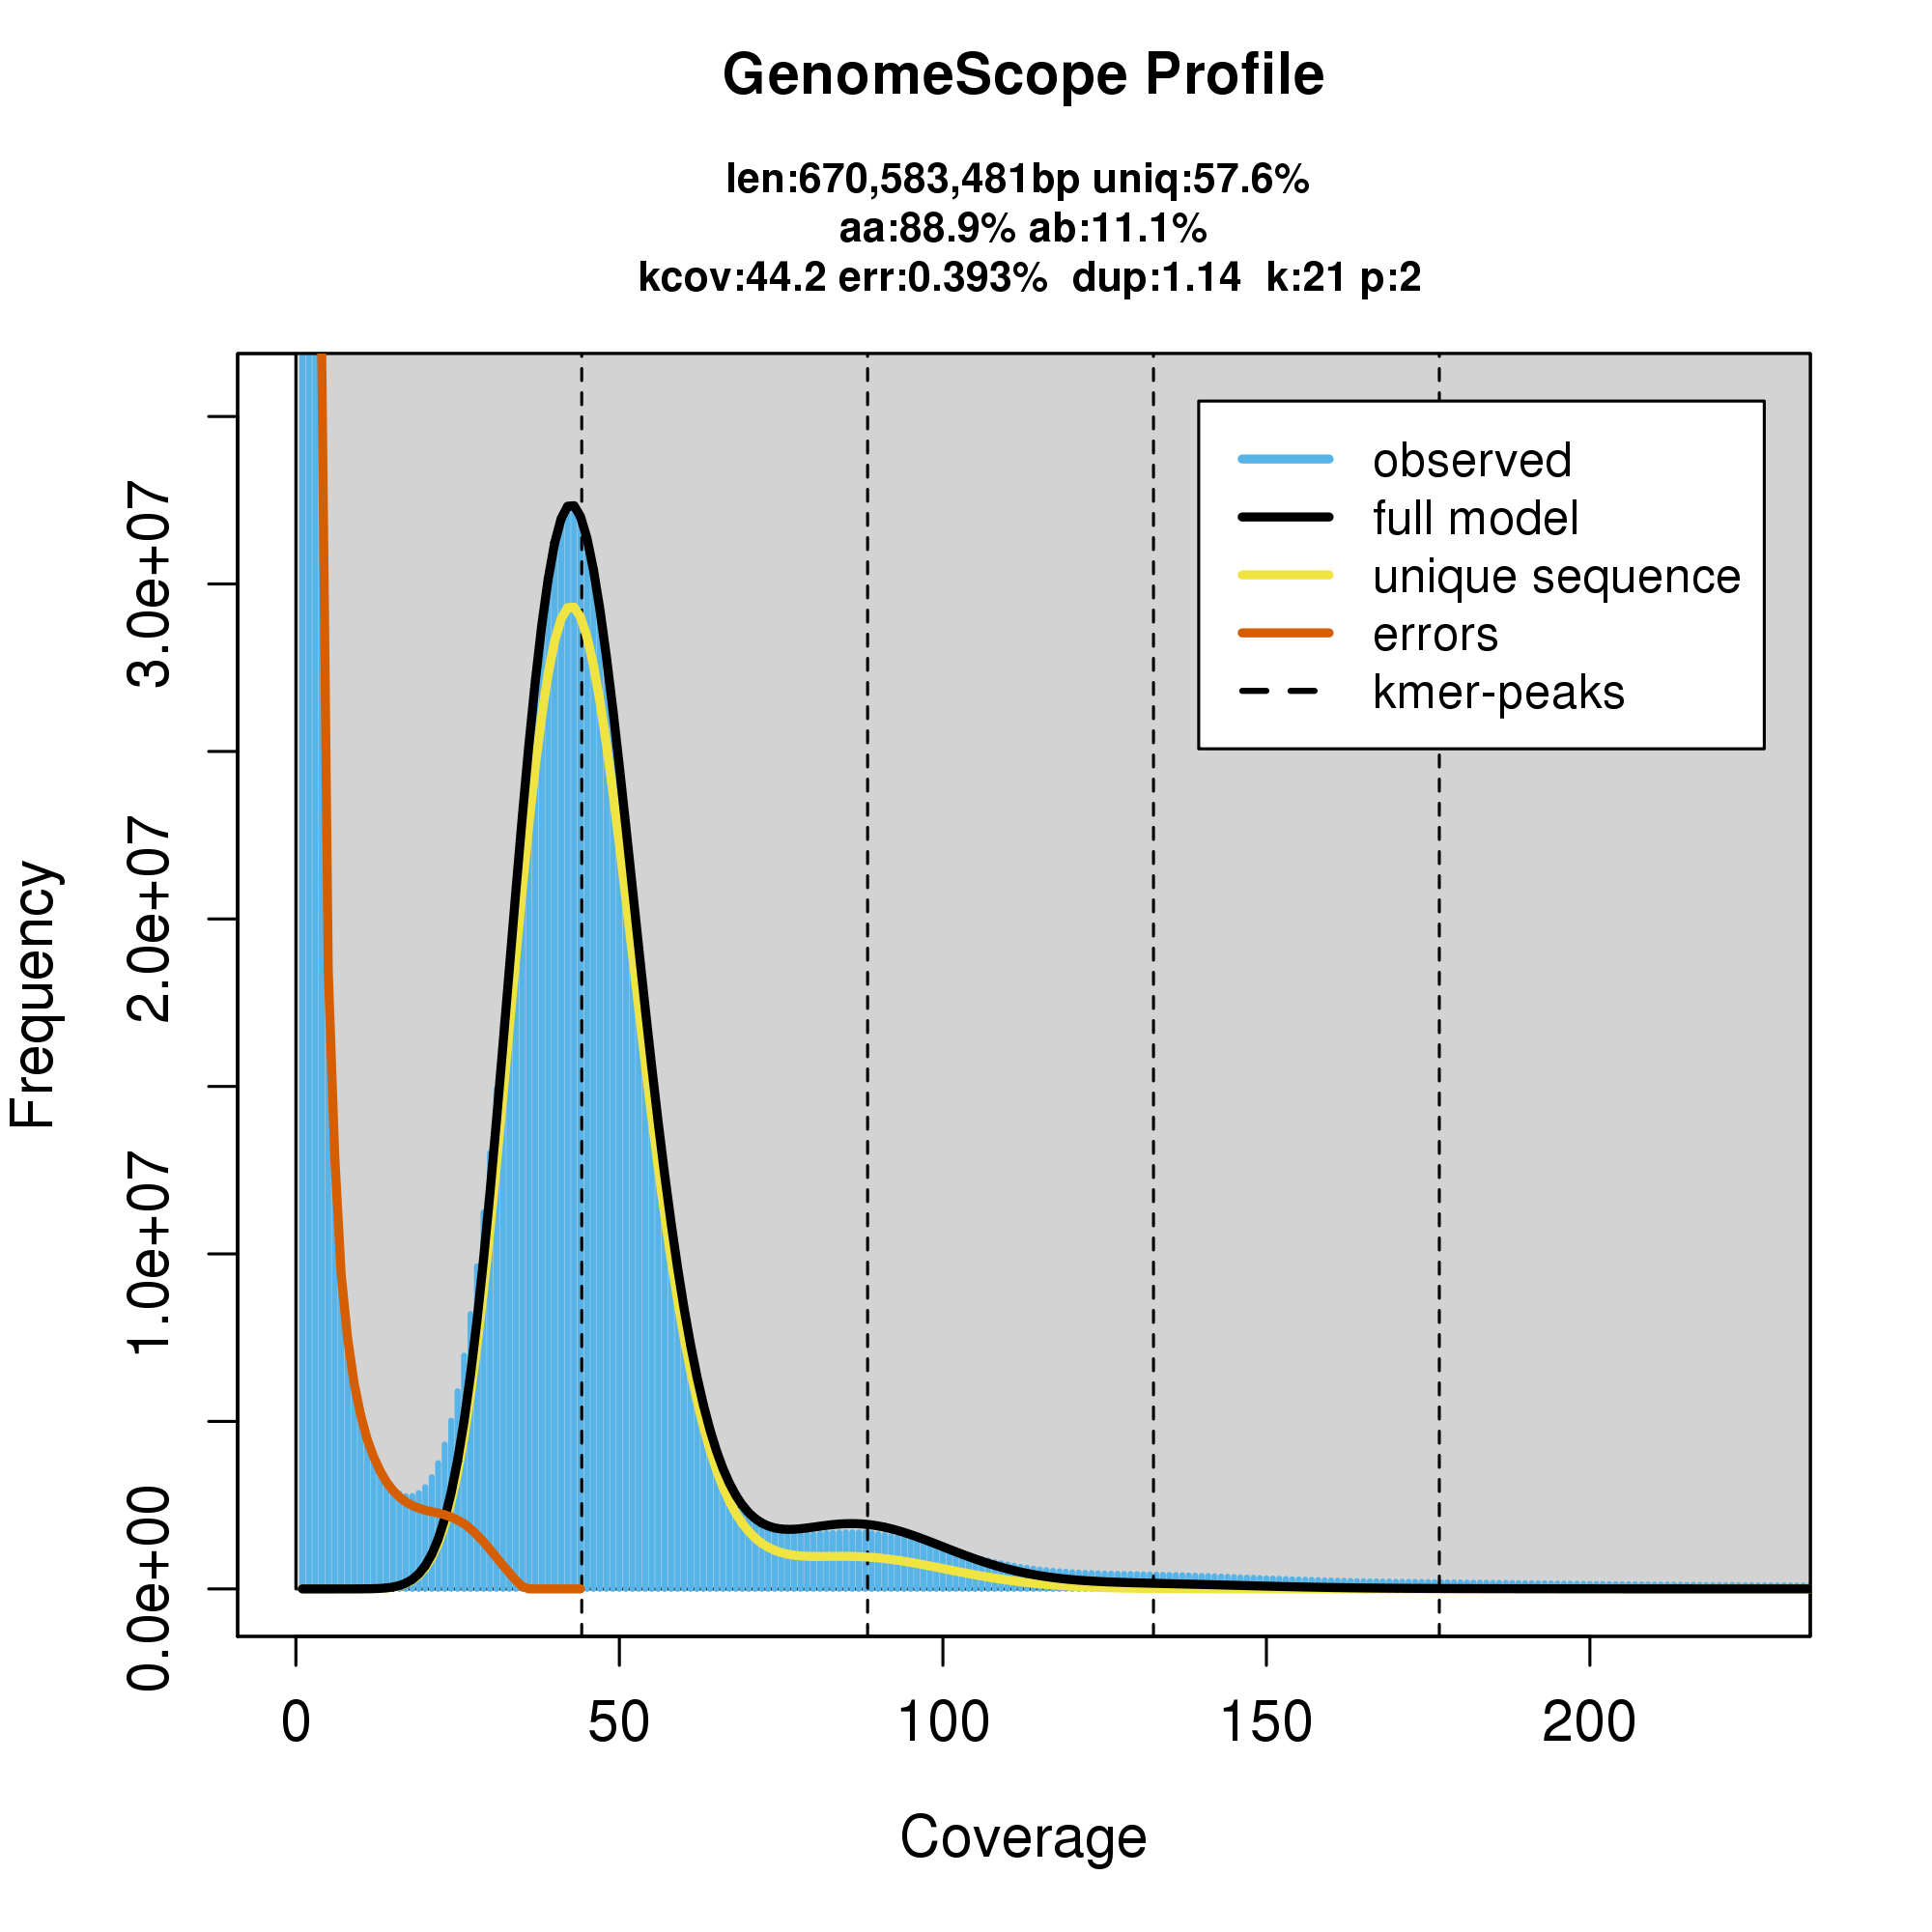 GenomeScope Profile
len:670,583,481bp uniq:57.6%
aa:88.9% ab:11.1%
kcov:44.2 err:0.393%  dup:1.14  k:21 p:2
observed
full model
unique sequence
errors
kmer-peaks
Frequency
3.0e+07
2.0e+07
1.0e+07
0.0e+00
0 50 100 150 200
Coverage